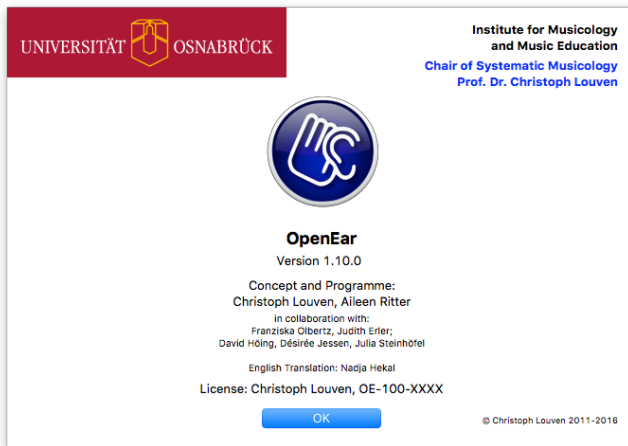 UNIVERSITÄT OSNABRÜCK
Institute for Musicology
and Music Education
Chair of Systematic Musicology
Prof. Dr. Christoph Louven
OpenEar
Version 1.10.0
Concept and Programme:
Christoph Louven, Aileen Ritter
in collaboration with:
Franziska Olbertz, Judith Erler;
David Höing, Désirée Jessen, Julia Steinhöfel
English Translation: Nadja Hekal
License: Christoph Louven, OE-100-XXXX
OK
© Christoph Louven 2011-2016